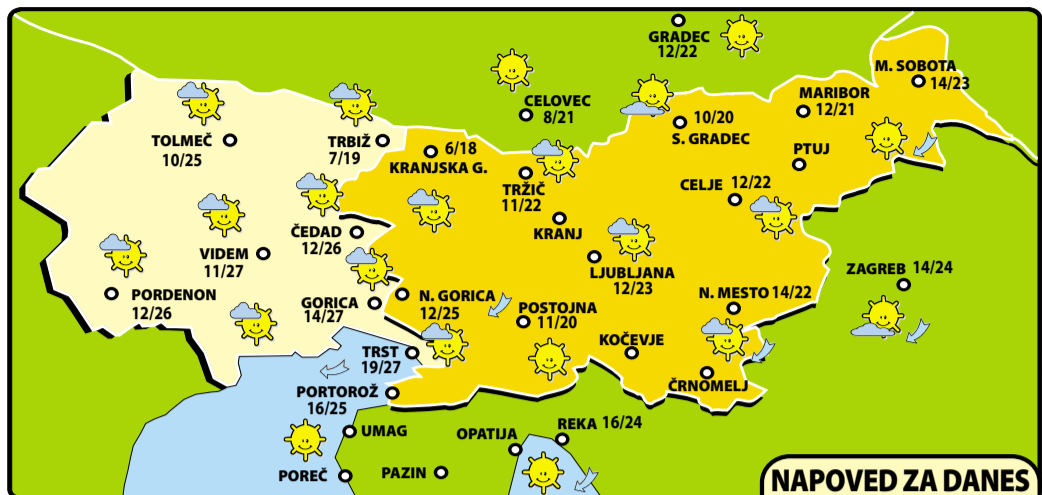 GRADEC
12/22
M. SOBOTA
14/23
MARIBOR
12/21
CELOVEC
8/21
10/20
S. GRADEC
TOLMEČ
10/25
TRBIŽ
7/19
6/18
KRANJSKA G.
PTUJ
TRŽIČ
11/22
CELJE 12/22
KRANJ
ČEDAD
12/26
VIDEM
11/27
LJUBLJANA
12/23
ZAGREB 14/24
PORDENON
12/26
GORICA
14/27
N. GORICA
12/25
POSTOJNA
11/20
N. MESTO 14/22
KOČEVJE
TRST
19/27
ČRNOMELJ
PORTOROŽ
16/25
UMAG
OPATIJA
REKA 16/24
POREČ
PAZIN
NAPOVED ZA DANES